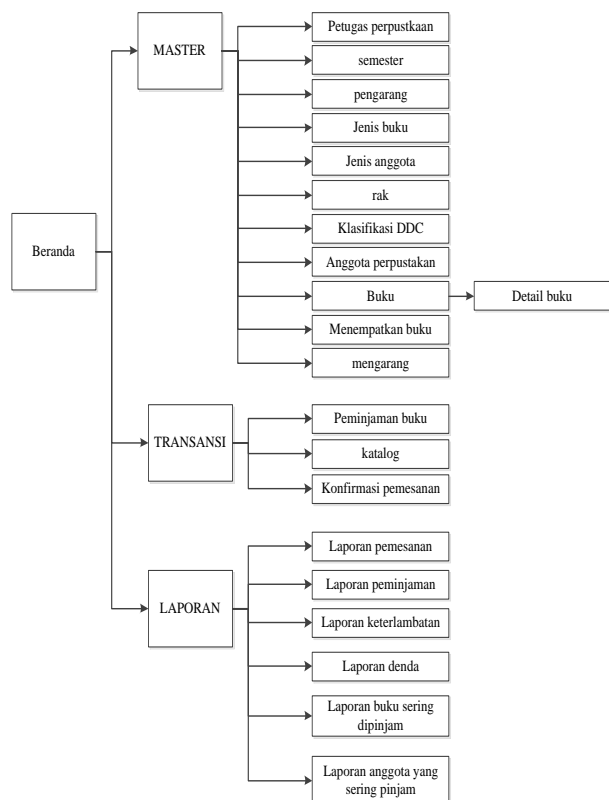 Beranda
MASTER
Petugas perpustkaan
semester
pengarang
Jenis buku
Jenis anggota
rak
Klasifikasi DDC
Anggota perpustakan
Buku
Detail buku
Menempatkan buku
mengarang
TRANSANSI
Peminjaman buku
katalog
Konfirmasi pemesanan
LAPORAN
Laporan pemesanan
Laporan peminjaman
Laporan keterlambatan
Laporan denda
Laporan buku sering
dipinjam
Laporan anggota yang
sering pinjam